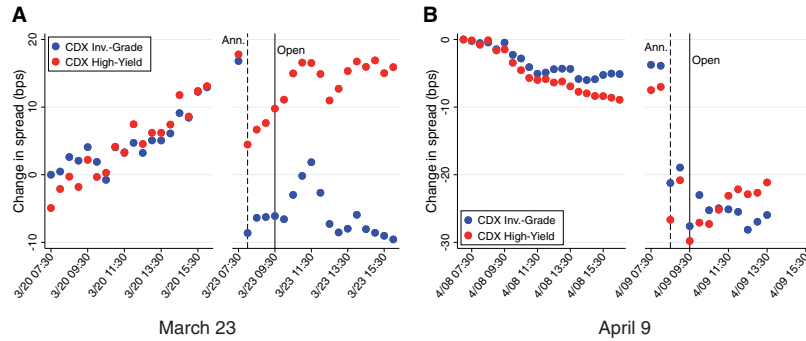 A
Change in spread (bps)
20
10
0
-10
CDX Inv.-Grade
CDX High-Yield
Ann.
Open
3/20 07:30
3/20 09:30
3/20 11:30
3/20 13:30
3/20 15:30
3/23 07:30
3/23 09:30
3/23 11:30
3/23 13:30
3/23 15:30
March 23
B
Change in spread (bps)
0
-10
-20
-30
CDX Inv.-Grade
CDX High-Yield
Ann.
Open
4/08 07:30
4/08 09:30
4/08 11:30
4/08 13:30
4/08 15:30
4/09 07:30
4/09 09:30
4/09 11:30
4/09 13:30
4/09 15:30
April 9